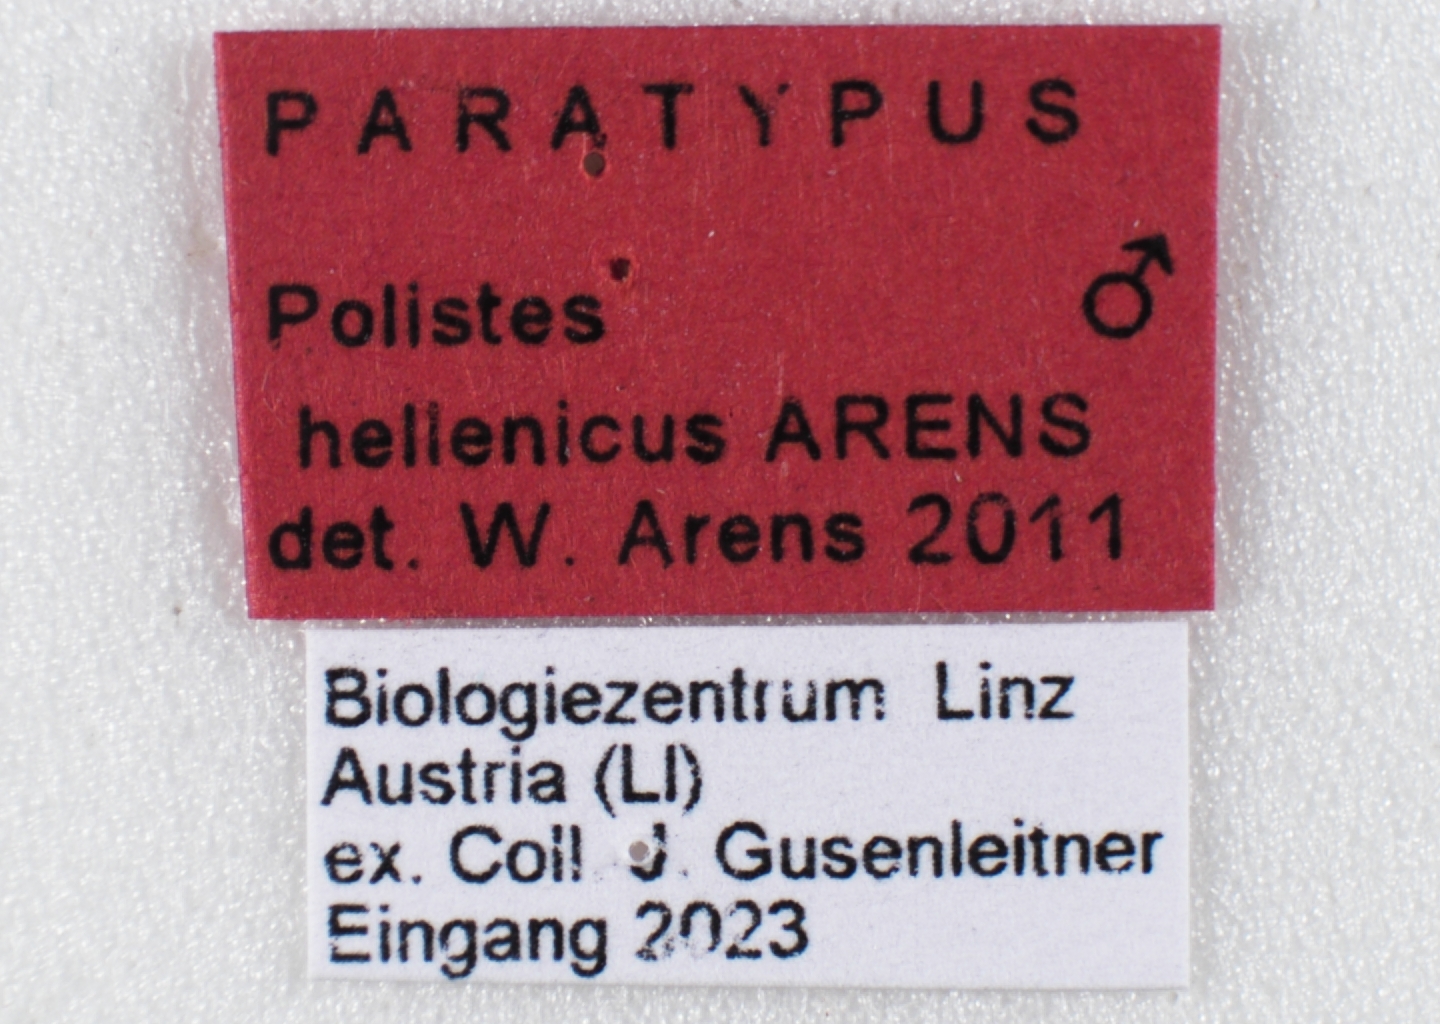 PARATYPUS
Polistes ♂
hellenicus ARENS
det. W. Arens 2011
Biologiezentrum Linz
Austria (LI)
ex. Coll J. Gusenleitner
Eingang 2023